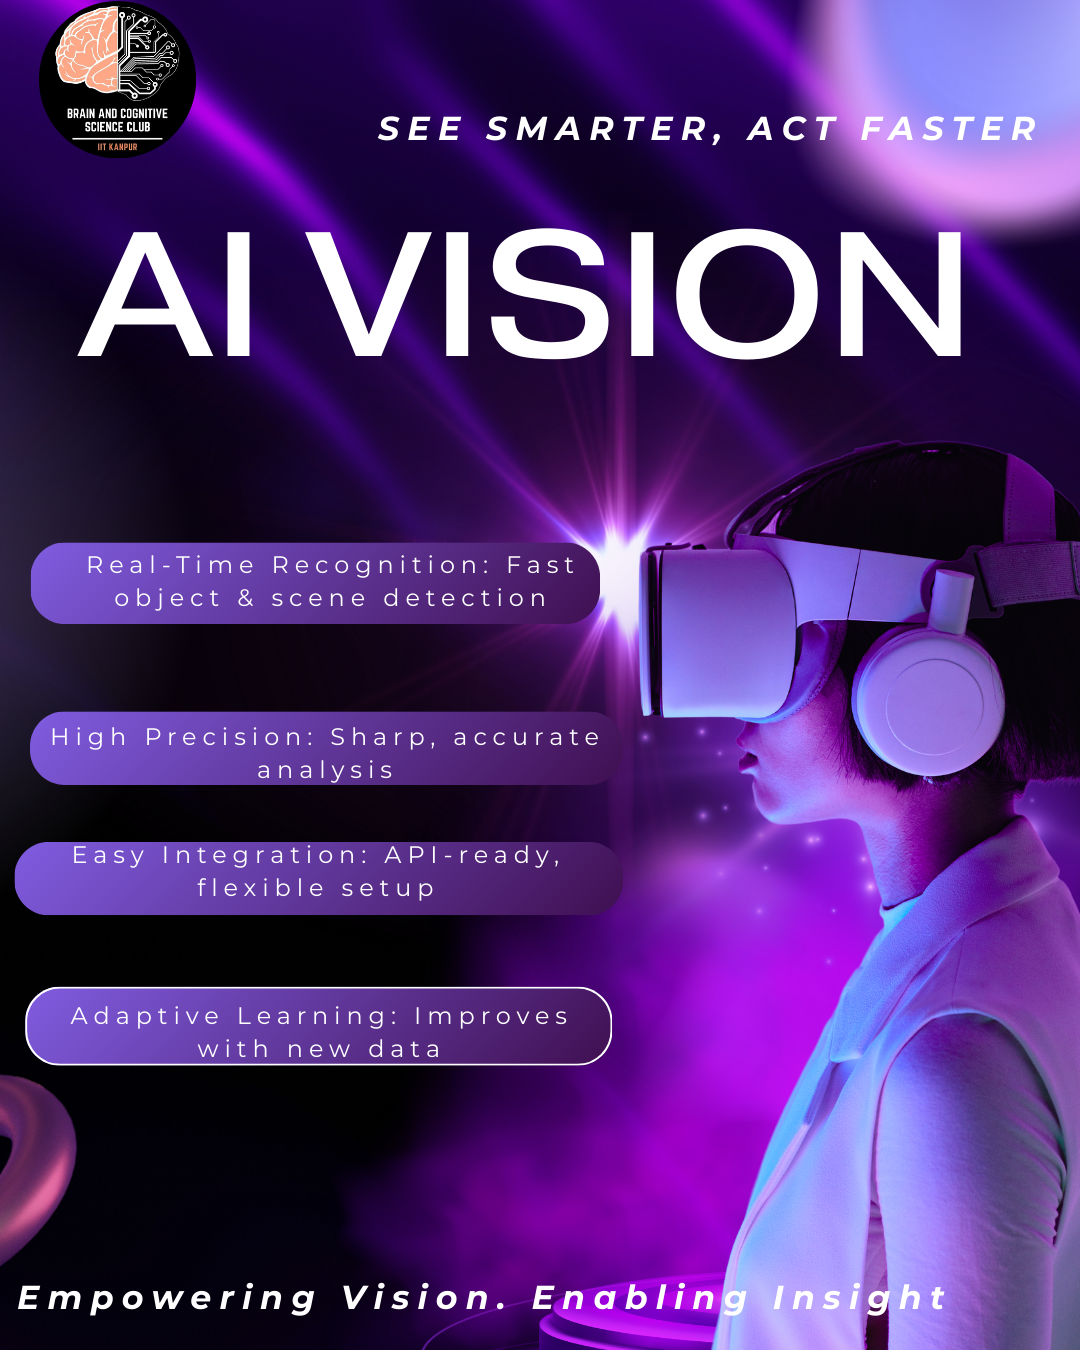 BRAIN AND COGNITIVE
SCIENCE CLUB
IIT KANPUR
SEE SMARTER, ACT FASTER
AI VISION
Real-Time Recognition: Fast
object & scene detection
High Precision: Sharp, accurate
analysis
Easy Integration: API-ready,
flexible setup
Adaptive Learning: Improves
with new data
Empowering Vision. Enabling Insight